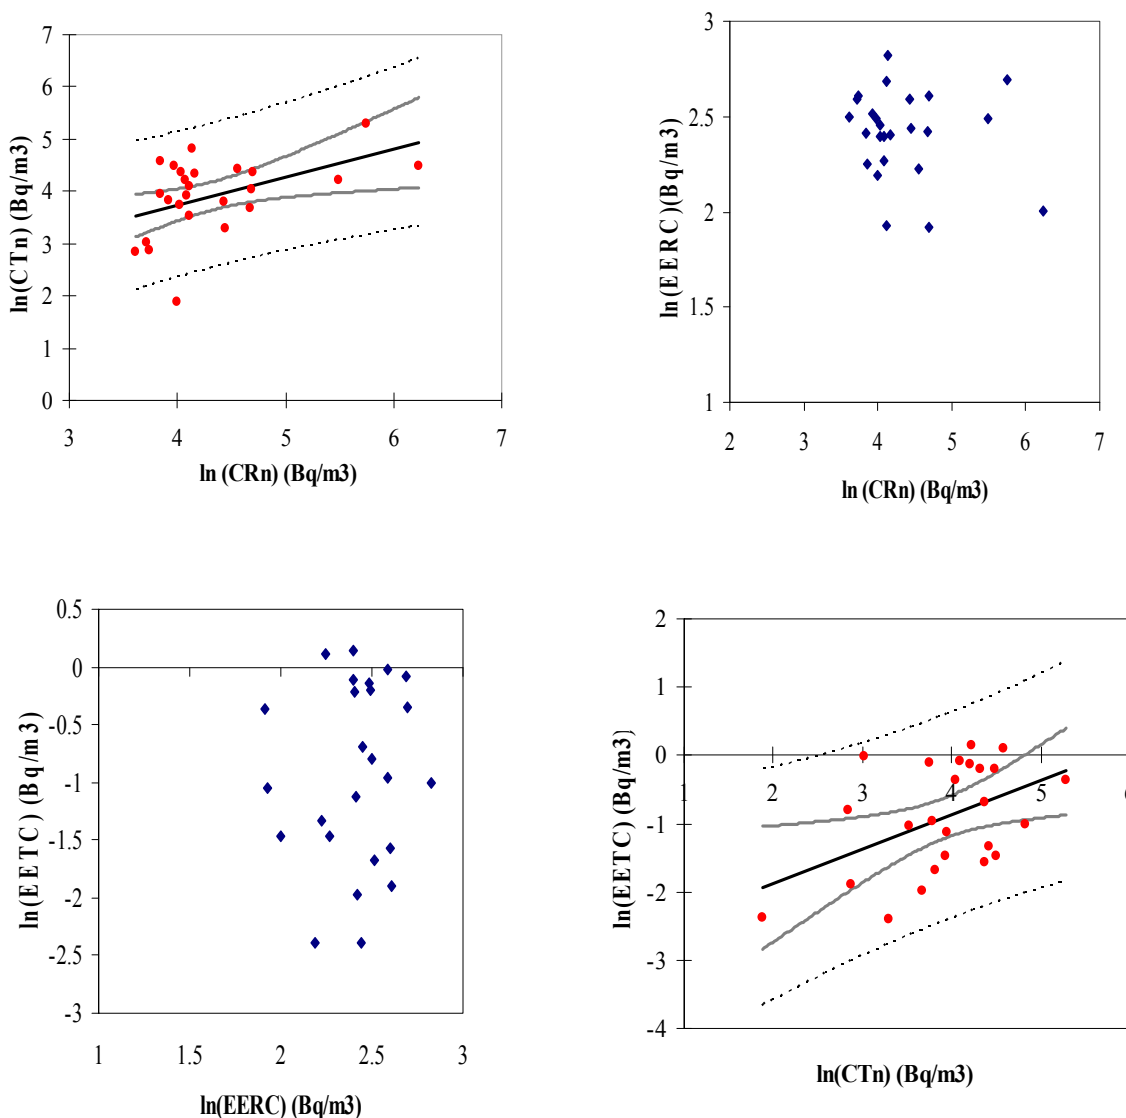 7
6
5
4
3
2
1
0
ln(CTn) (Bq/m3)
3 4 5 6 7
ln (CRn) (Bq/m3)
3
2.5
2
1.5
1
ln(EERC)(Bq/m3)
2 3 4 5 6 7
ln (CRn) (Bq/m3)
0.5
0
-0.5
-1
-1.5
-2
-2.5
-3
ln(EETC) (Bq/m3)
1 1.5 2 2.5 3
ln(EERC) (Bq/m3)
2
1
0
-1
-2
-3
-4
ln(EETC) (Bq/m3)
1 2 3 4 5 6
ln(CTn) (Bq/m3)